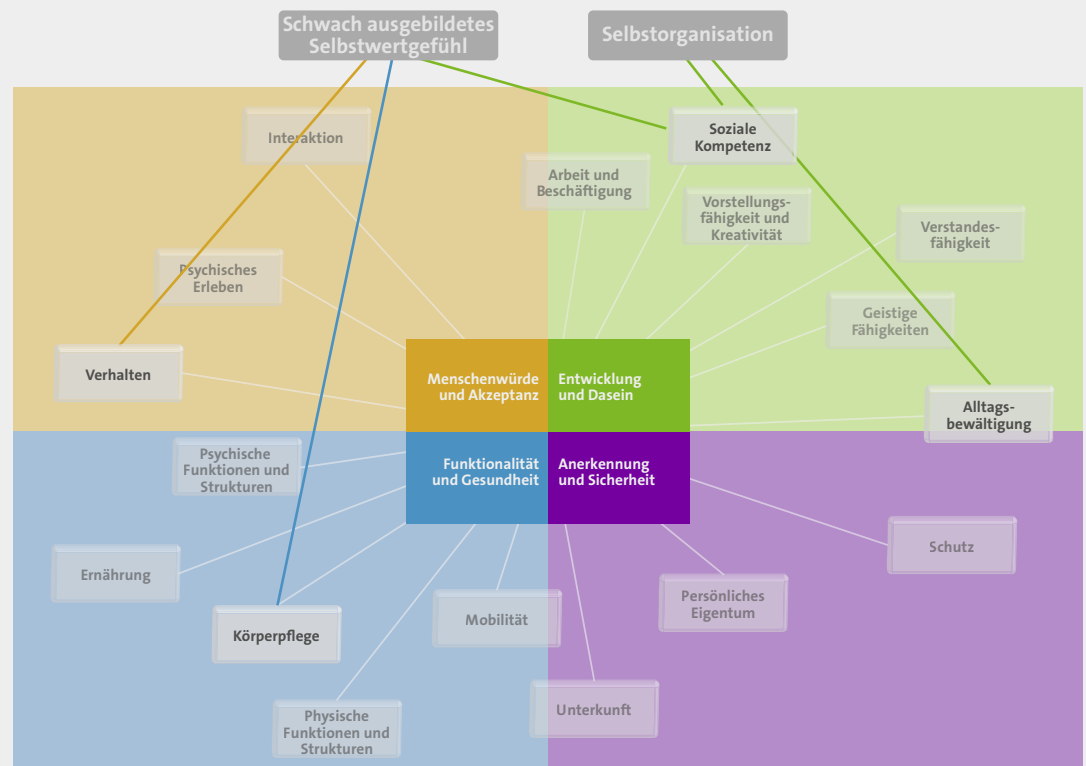 Schwach ausgebildetes
Selbstwertgefühl
Selbstorganisation
Interaktion
Soziale
Kompetenz
Arbeit und
Beschäftigung
Vorstellungs-
fähigkeit und
Kreativität
Verstandes-
fähigkeit
Psychisches
Erleben
Geistige
Fähigkeiten
Verhalten
Menschenwürde
und Akzeptanz
Entwicklung
und Dasein
Alltags-
bewältigung
Psychische
Funktionen und
Strukturen
Funktionalität
und Gesundheit
Anerkennung
und Sicherheit
Ernährung
Schutz
Körperpflege
Mobilität
Persönliches
Eigentum
Physische
Funktionen und
Strukturen
Unterkunft